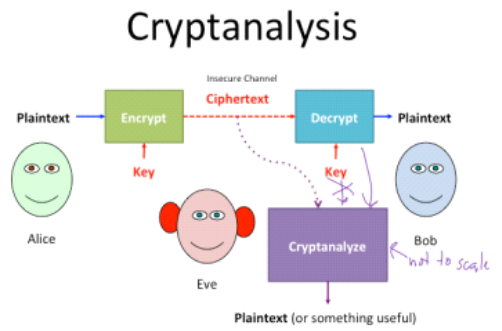 Cryptanalysis
Insecure Channel
Ciphertext
Plaintext
Encrypt
Decrypt
Plaintext
Key
Key
Alice
Eve
Cryptanalyze
Bob
not to scale
Plaintext (or something useful)